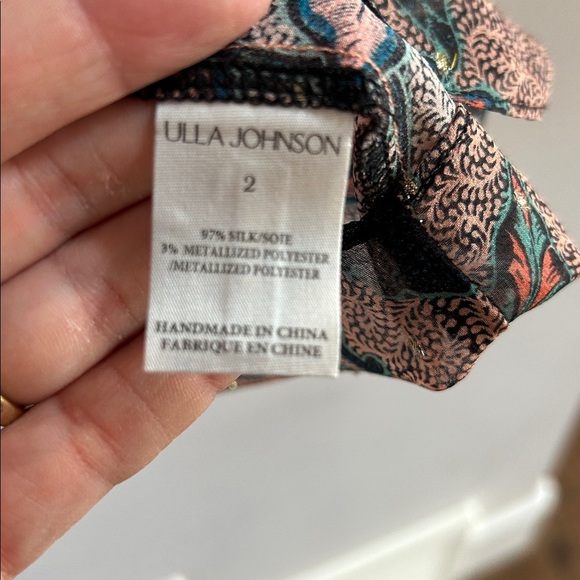 ULLA JOHNSON
2
97% SILK/SOIE
3% METALLIZED POLYESTER
/METALLIZED POLYESTER
HANDMADE IN CHINA
FABRIQUE EN CHINE